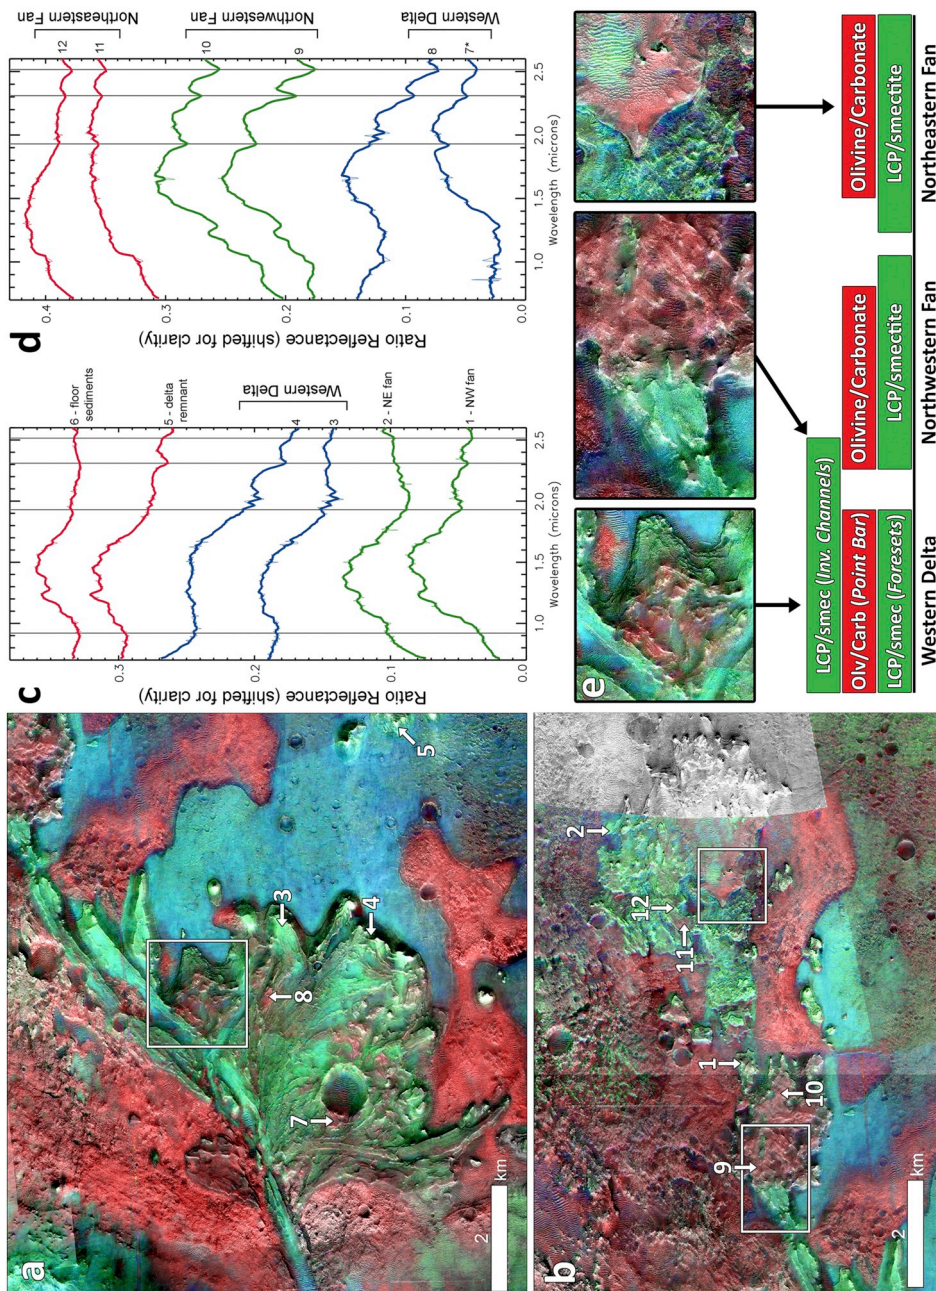 a
7
8
3
4
5
2
km
b
9
10
1
11
12
2
2
km
c
Ratio Reflectance (shifted for clarity)
0.3
0.2
0.1
0.0
1.0
1.5
2.0
2.5
Wavelength (microns)
6 - floor
sediments
5 - delta
remnant
4
3
Western Delta
2 - NE fan
1 - NW fan
d
Ratio Reflectance (shifted for clarity)
0.4
0.3
0.2
0.1
0.0
1.0
1.5
2.0
2.5
Wavelength (microns)
12
11
Northeastern Fan
10
9
Northwestern Fan
8
7*
Western Delta
e
LCP/smec (Inv. Channels)
Olv/Carb (Point Bar)
LCP/smec (Foresets)
Western Delta
Olivine/Carbonate
LCP/smectite
Northwestern Fan
Olivine/Carbonate
LCP/smectite
Northeastern Fan